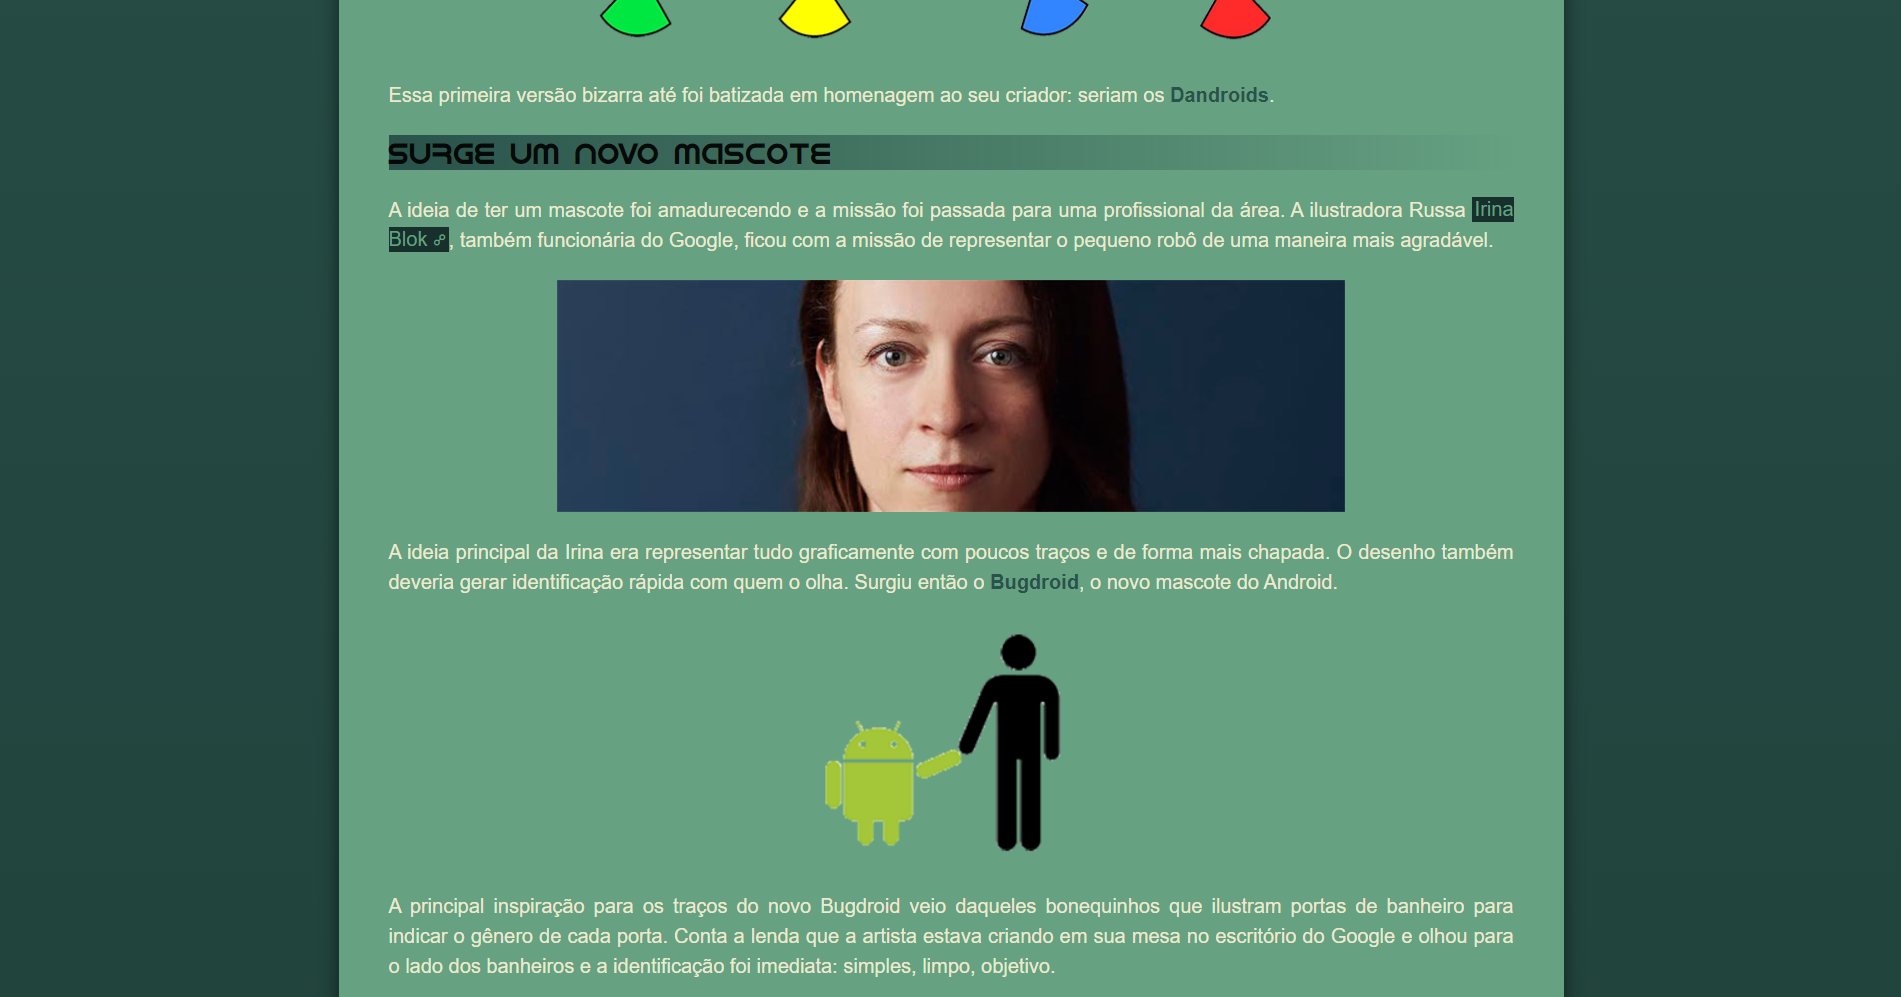 Essa primeira versão bizarra até foi batizada em homenagem ao seu criador: seriam os Dandroids.
SURGE UM NOVO MASCOTE
A ideia de ter um mascote foi amadurecendo e a missão foi passada para uma profissional da área. A ilustradora Russa Irina
Blok, também funcionária do Google, ficou com a missão de representar o pequeno robô de uma maneira mais agradável.
A ideia principal da Irina era representar tudo graficamente com poucos traços e de forma mais chapada. O desenho também
deveria gerar identificação rápida com quem o olha. Surgiu então o Bugdroid, o novo mascote do Android.
A principal inspiração para os traços do novo Bugdroid veio daqueles bonequinhos que ilustram portas de banheiro para
indicar o gênero de cada porta. Conta a lenda que a artista estava criando em sua mesa no escritório do Google e olhou para
o lado dos banheiros e a identificação foi imediata: simples, limpo, objetivo.